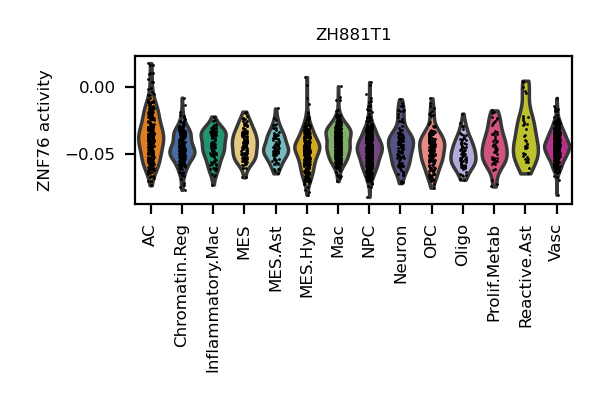 ZH881T1
ZNF76 activity
0.00
−0.05
AC
Chromatin.Reg
Inflammatory.Mac
MES
MES.Ast
MES.Hyp
Mac
NPC
Neuron
OPC
Oligo
Prolif.Metab
Reactive.Ast
Vasc